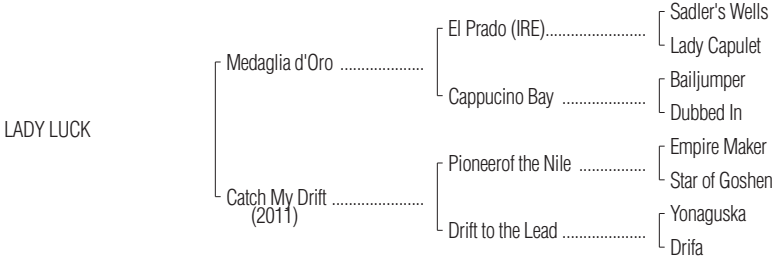 Sadler's Wells
El Prado (IRE)........................
Lady Capulet
Medaglia d'Oro ....................
Bailjumper
Cappucino Bay ....................
Dubbed In
LADY LUCK
Empire Maker
Pioneerof the Nile ................
Star of Goshen
Catch My Drift ......................
(2011)
Yonaguska
Drift to the Lead ....................
Drifa